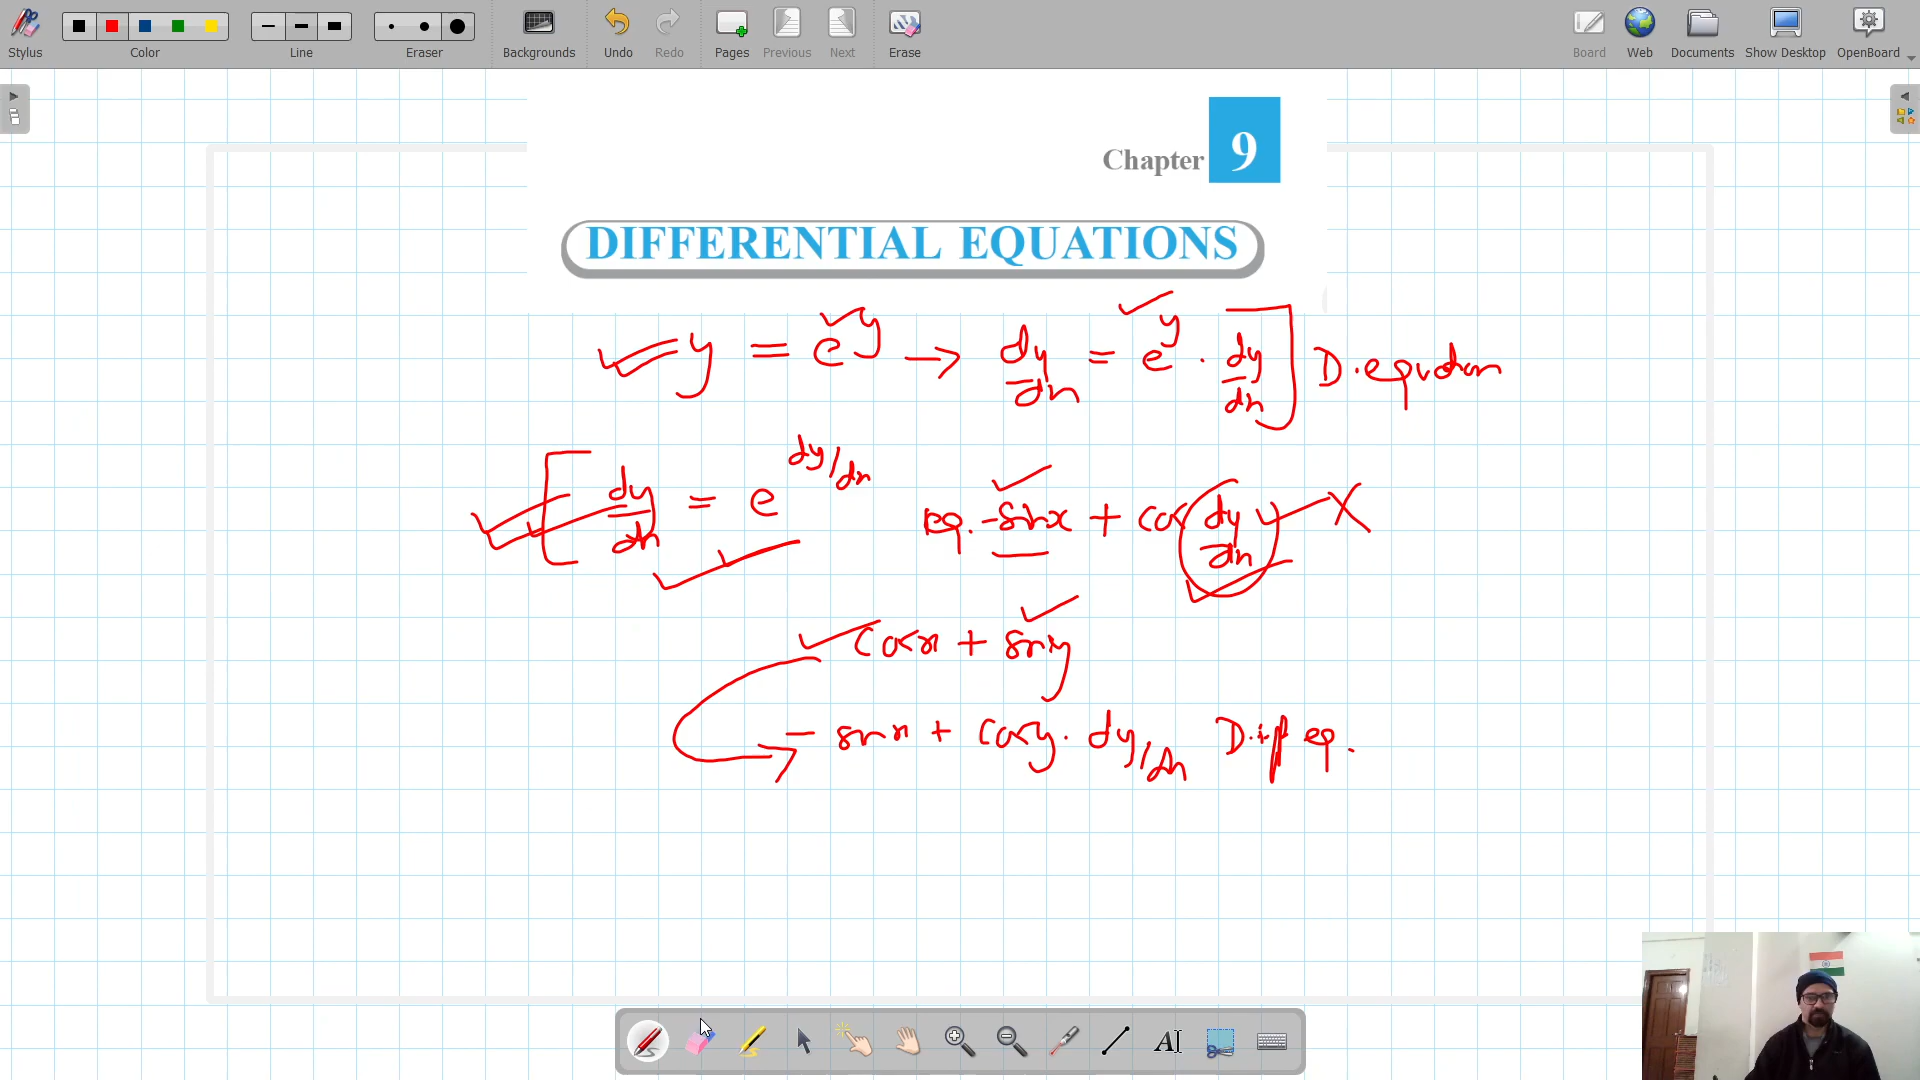 Stylus Color Line Eraser Backgrounds Undo Redo Pages Previous Next Erase Board Web Documents Show Desktop OpenBoard
Chapter 9
DIFFERENTIAL EQUATIONS
y = e^y → dy/dx = e^y · dy/dx ] D. equation
[ dy/dx = e^dy/dx eq. -sinx + cos dy/dx X
cosx + siny
- sinx + cosy. dy/dx Diff eq.